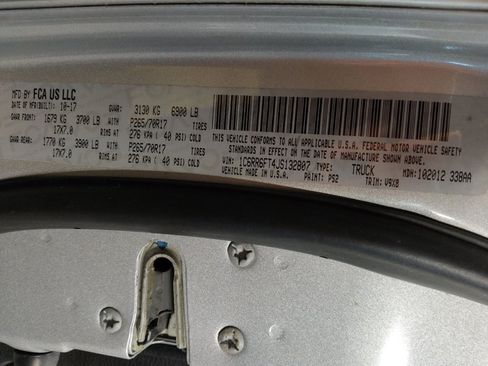 MFD BY FCA US LLC
DATE OF MFR(BUILT): 10-17 GVWR: 3130 KG 6900 LB
GAWR FRONT: 1679 KG 3700 LB WITH P265/70R17 TIRES
17X7.0 RIMS AT 276 KPA ( 40 PSI) COLD
GAWR REAR: 1770 KG 3900 LB WITH P265/70R17 TIRES
17X7.0 RIMS AT 276 KPA ( 40 PSI) COLD
THIS VEHICLE CONFORMS TO ALL APPLICABLE U.S.A. FEDERAL MOTOR VEHICLE SAFETY
STANDARDS IN EFFECT ON THE DATE OF MANUFACTURE SHOWN ABOVE.
VIN: 1C6RR6FT4JS132807 TYPE: TRUCK MDH: 102012 338AA
VEHICLE MADE IN U.S.A. PAINT: PS2 TRIM: V9X8